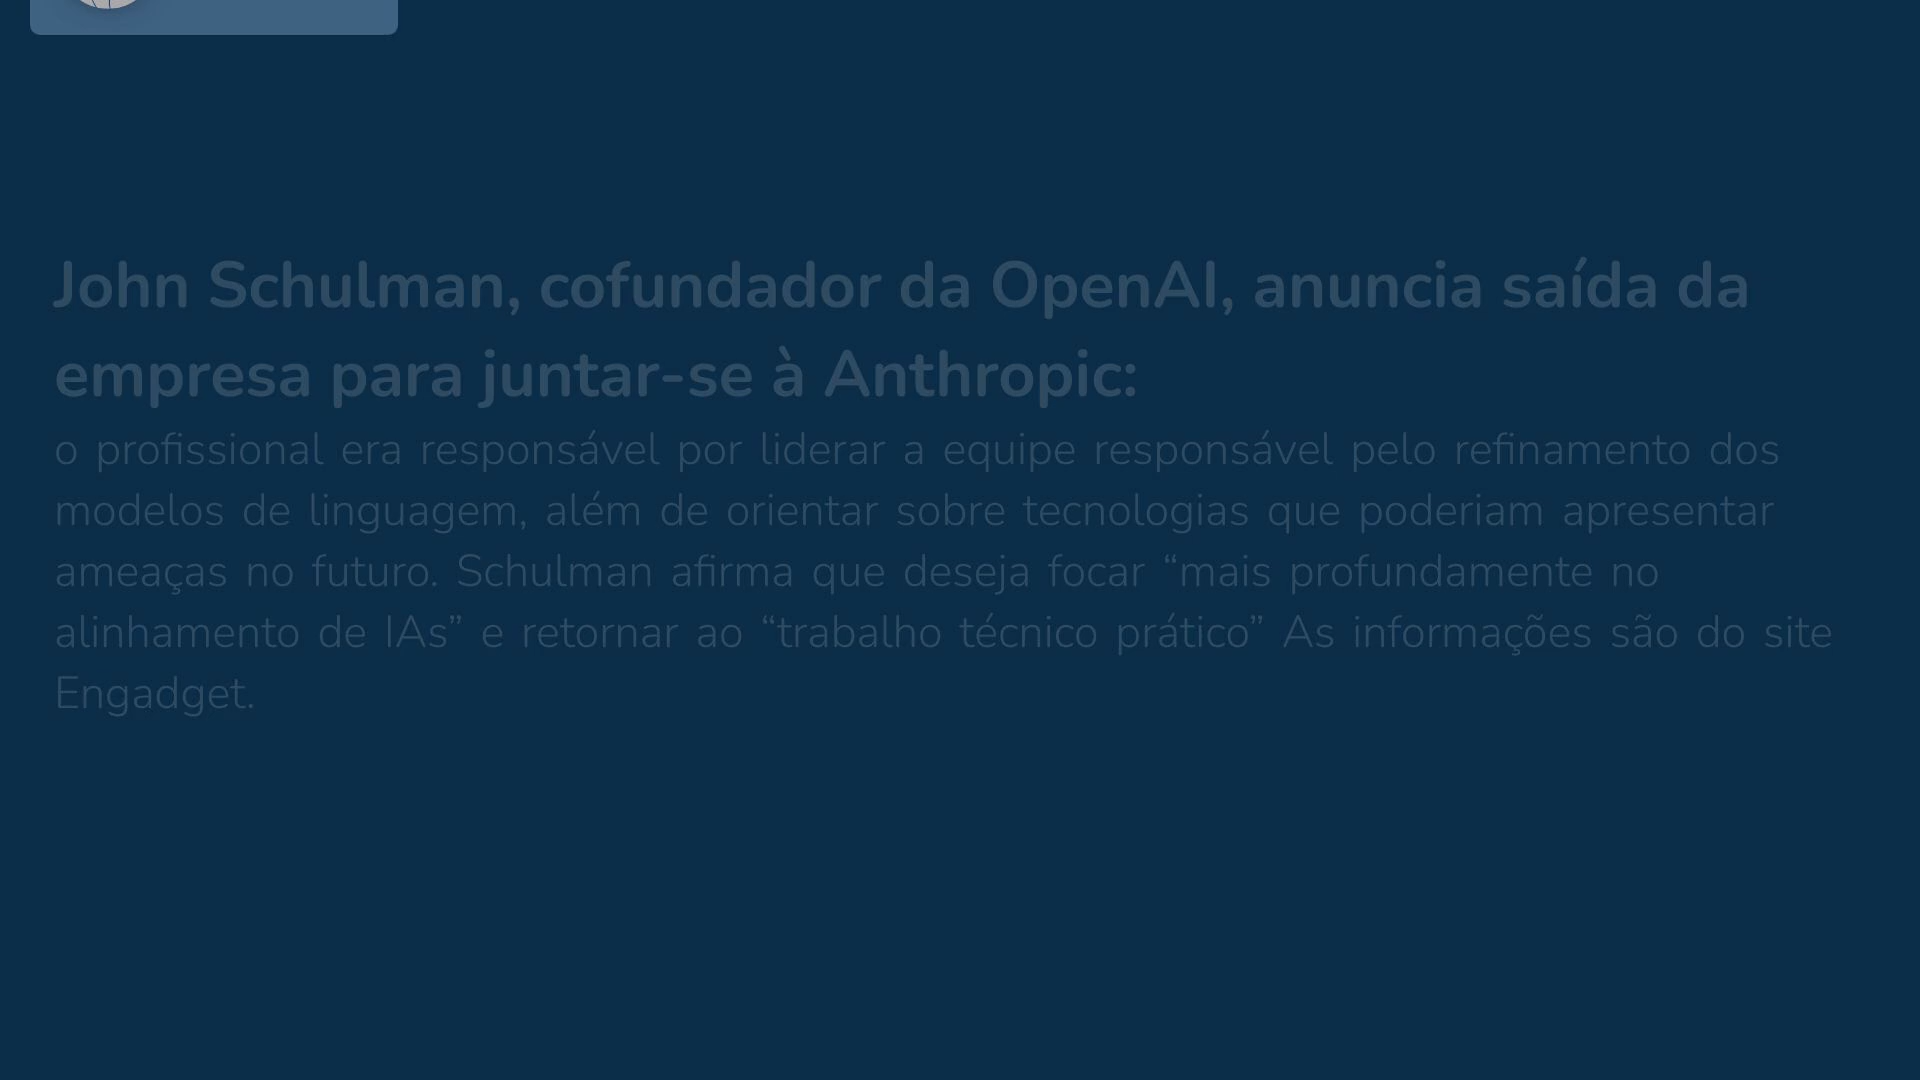 John Schulman, cofundador da OpenAI, anuncia saída da
empresa para juntar-se à Anthropic:
o profissional era responsável por liderar a equipe responsável pelo refinamento dos
modelos de linguagem, além de orientar sobre tecnologias que poderiam apresentar
ameaças no futuro. Schulman afirma que deseja focar “mais profundamente no
alinhamento de IAs” e retornar ao “trabalho técnico prático” As informações são do site
Engadget.